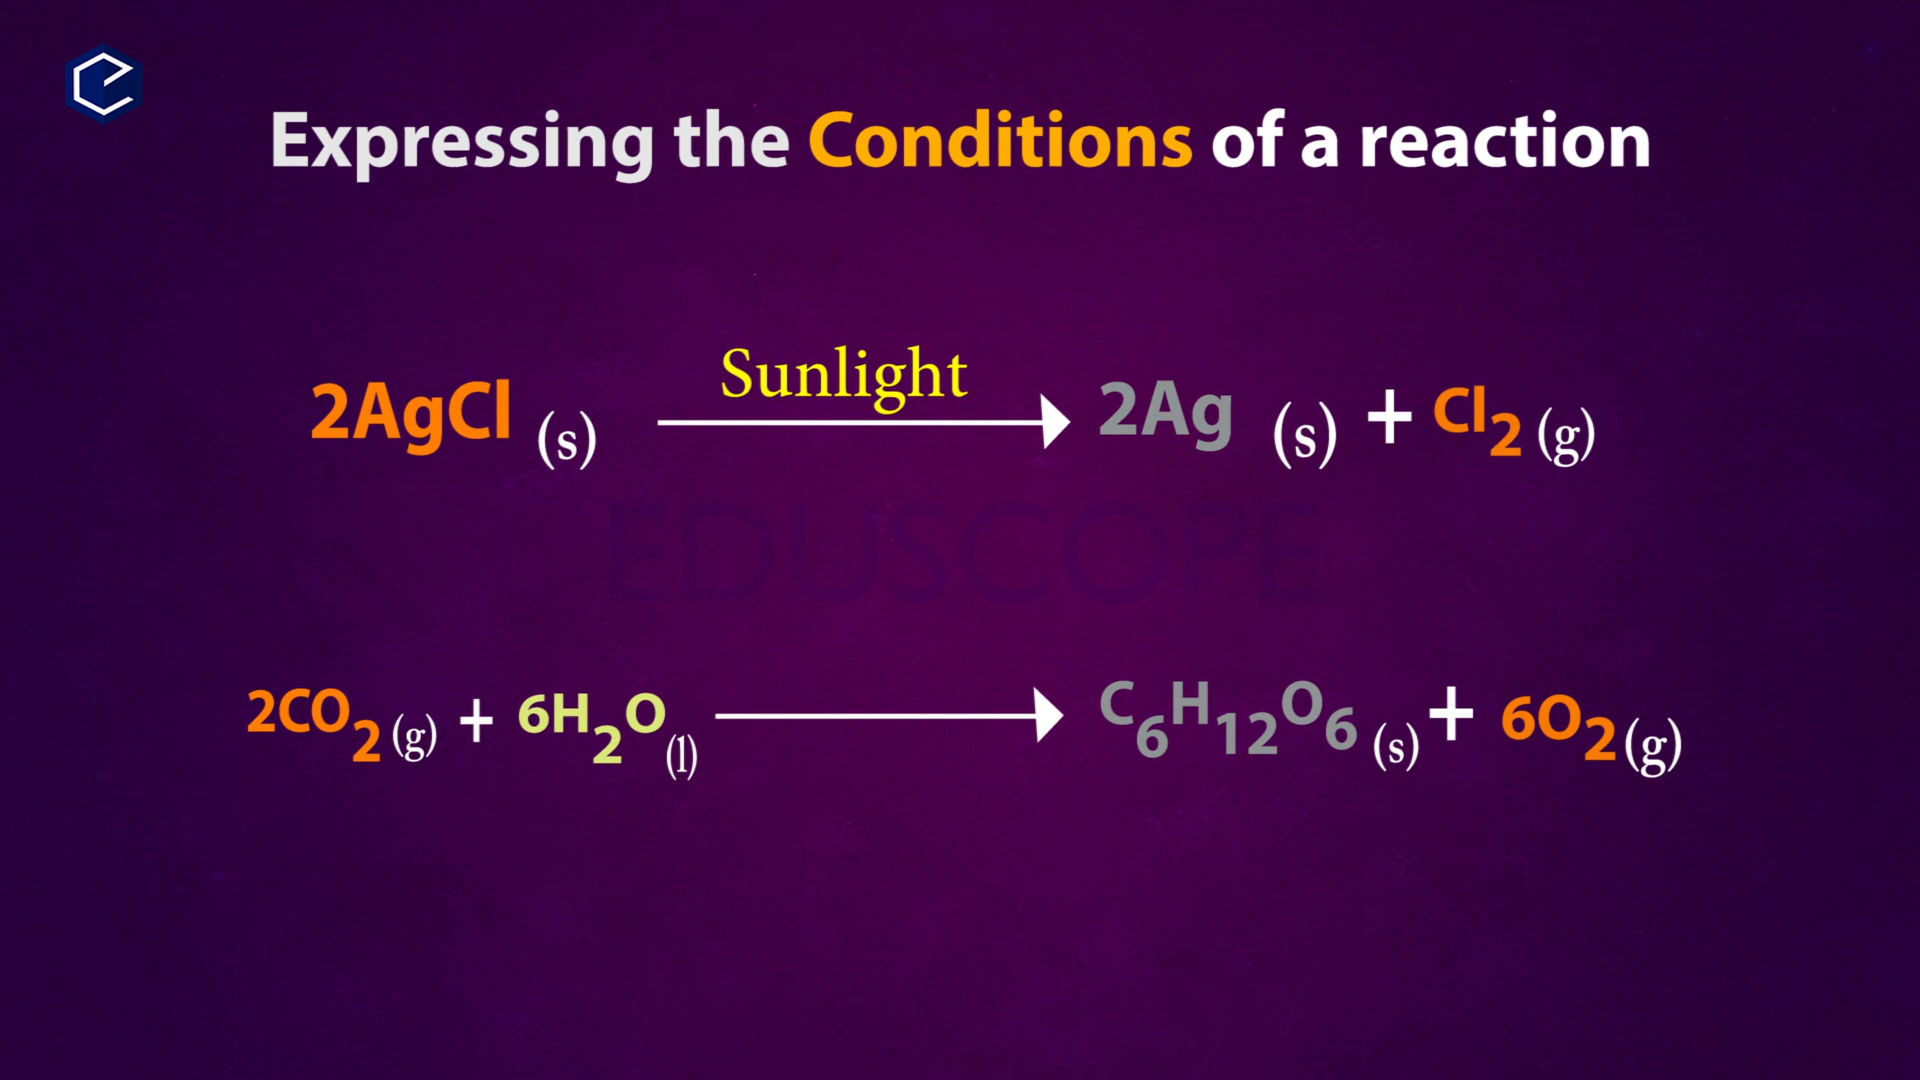 Expressing the Conditions of a reaction
Sunlight
2AgCl (s) → 2Ag (s) + Cl₂ (g)
EDUSCOPE
2CO₂ (g) + 6H₂O (l) → C₆H₁₂O₆ (s) + 6O₂ (g)